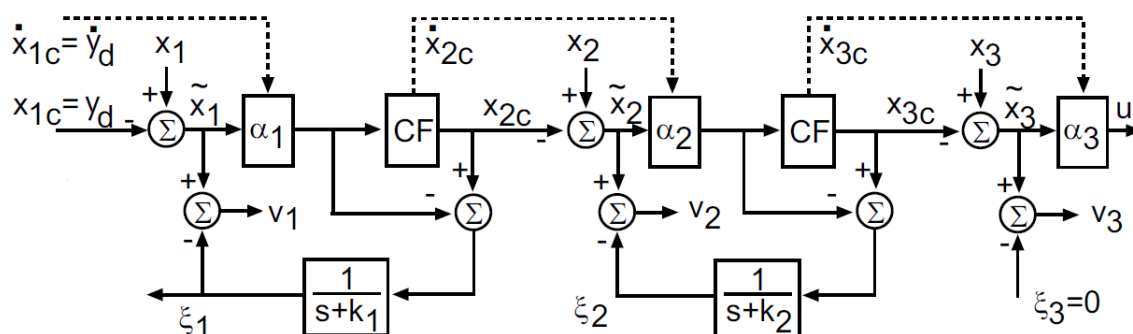 ẋ₁c= ẏd
x₁
ẋ₂c
x₂
ẋ₃c
x₃
x₁c= yd
+
-
Σ
x̃₁
α₁
CF
x₂c
+
-
Σ
x̃₂
α₂
CF
x₃c
+
-
Σ
x̃₃
α₃
u
+
-
Σ
v₁
-
+
Σ
+
-
Σ
v₂
-
+
Σ
+
-
Σ
v₃
ξ₁
1
s+k₁
ξ₂
1
s+k₂
ξ₃=0